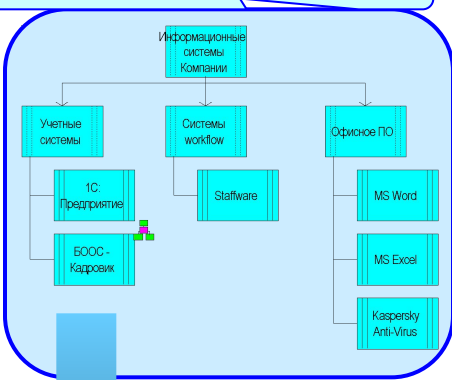 Информационные
системы
Компании
Учетные
системы
Системы
workflow
Офисное ПО
1С:
Предприятие
Staffware
MS Word
БООС -
Кадровик
MS Excel
Kaspersky
Anti-Virus